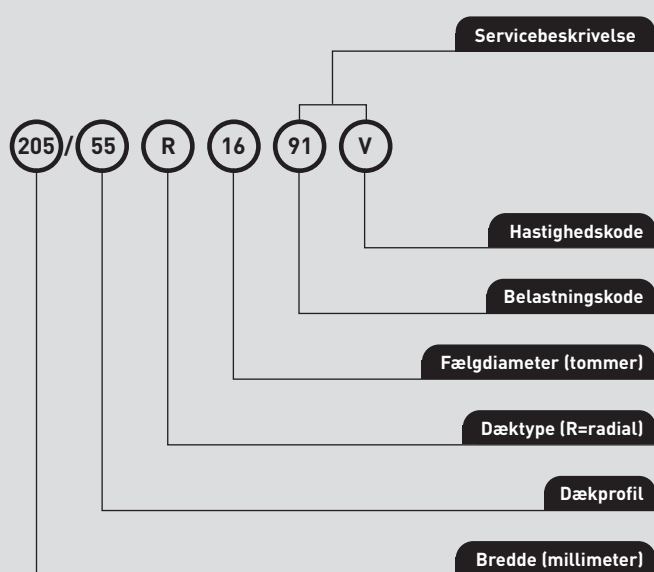 Servicebeskrivelse
205/55 R 16 91 V
Hastighedskode
Belastningskode
Fælgdiameter (tommer)
Dæktype (R=radial)
Dækprofil
Bredde (millimeter)